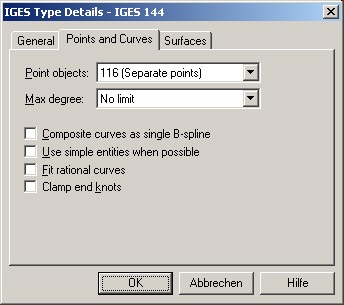 IGES Type Details - IGES 144
General
Points and Curves
Surfaces
Point objects:
116 (Separate points)
Max degree:
No limit
Composite curves as single B-spline
Use simple entities when possible
Fit rational curves
Clamp end knots
OK
Abbrechen
Hilfe